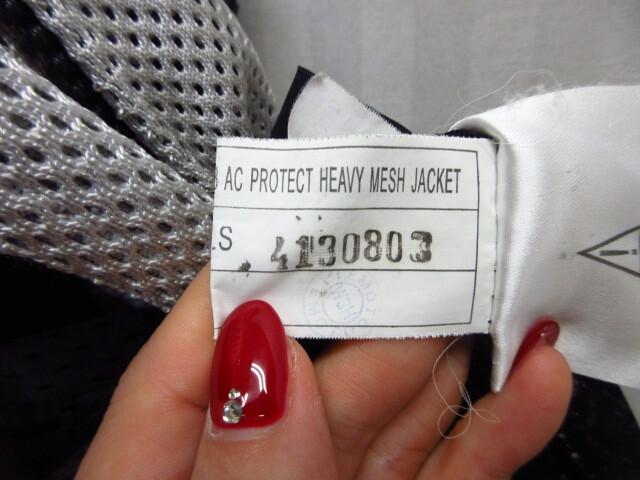 AC PROTECT HEAVY MESH JACKET
.S 4130803